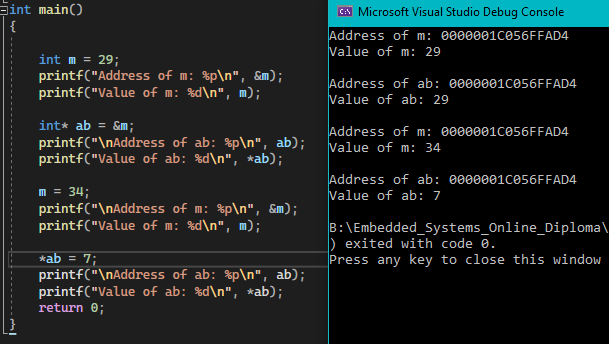 int main()
{
int m = 29;
printf("Address of m: %p\n", &m);
printf("Value of m: %d\n", m);
int* ab = &m;
printf("\nAddress of ab: %p\n", ab);
printf("Value of ab: %d\n", *ab);
m = 34;
printf("\nAddress of m: %p\n", &m);
printf("Value of m: %d\n", m);
*ab = 7;
printf("\nAddress of ab: %p\n", ab);
printf("Value of ab: %d\n", *ab);
return 0;
}
Microsoft Visual Studio Debug Console
Address of m: 0000001C056FFAD4
Value of m: 29
Address of ab: 0000001C056FFAD4
Value of ab: 29
Address of m: 0000001C056FFAD4
Value of m: 34
Address of ab: 0000001C056FFAD4
Value of ab: 7
B:\Embedded_Systems_Online_Diploma\
) exited with code 0.
Press any key to close this window